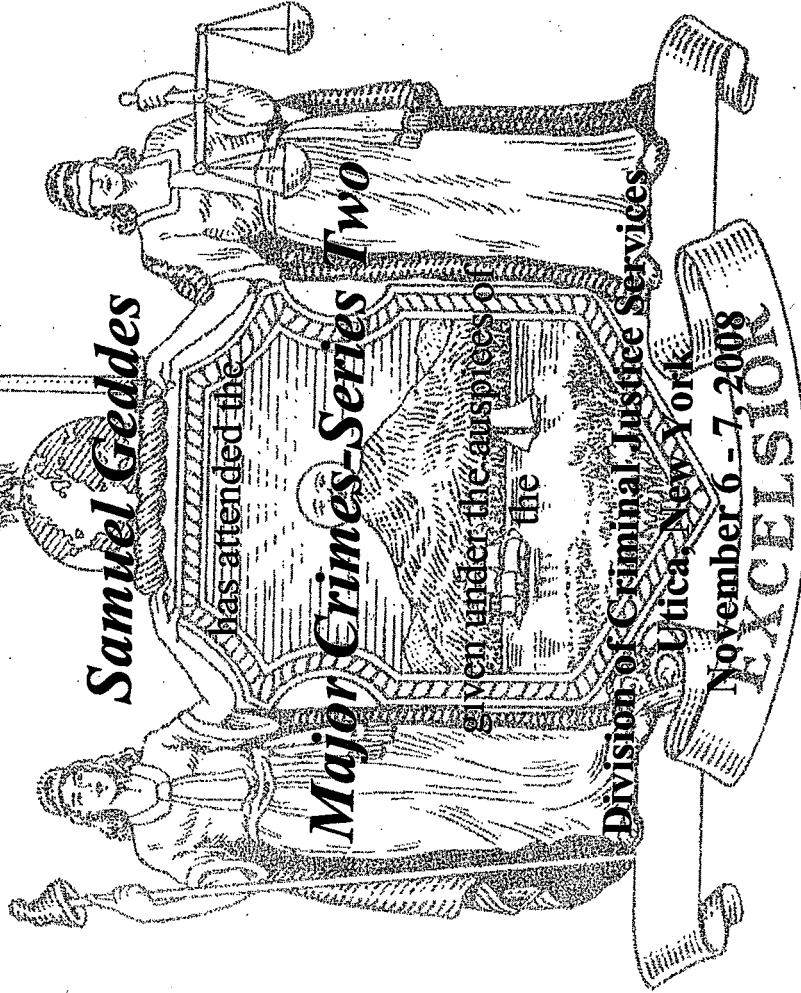 Samuel Geddes
has attended the
Major Crimes-Series Two
given under the auspices of
the
Division of Criminal Justice Services
Utica, New York
November 6 - 7, 2008
EXCELSIOR